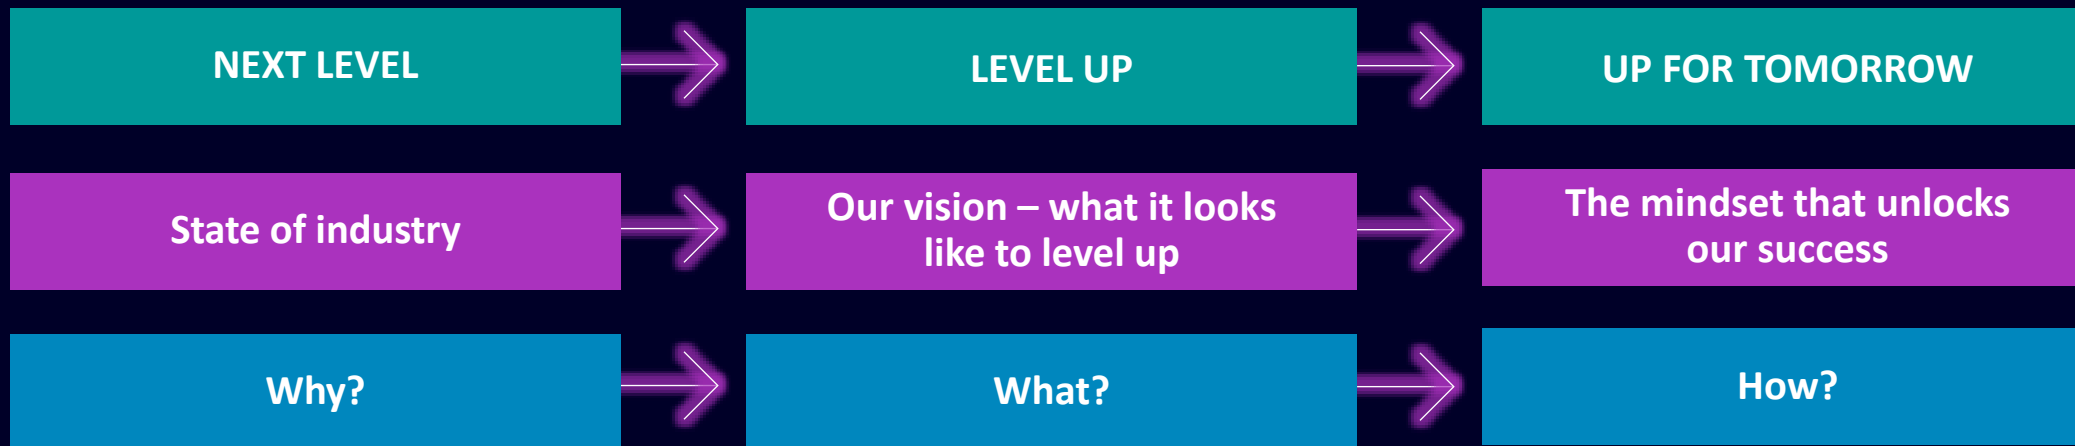 NEXT LEVEL
LEVEL UP
UP FOR TOMORROW
State of industry
Our vision – what it looks
like to level up
The mindset that unlocks
our success
Why?
What?
How?